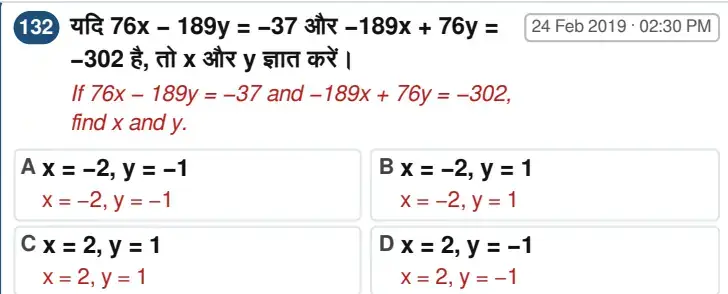 132 यदि 76x − 189y = −37 और −189x + 76y = 24 Feb 2019 · 02:30 PM
−302 है, तो x और y ज्ञात करें।
If 76x − 189y = −37 and −189x + 76y = −302,
find x and y.
A x = −2, y = −1 B x = −2, y = 1
x = −2, y = −1 x = −2, y = 1
C x = 2, y = 1 D x = 2, y = −1
x = 2, y = 1 x = 2, y = −1